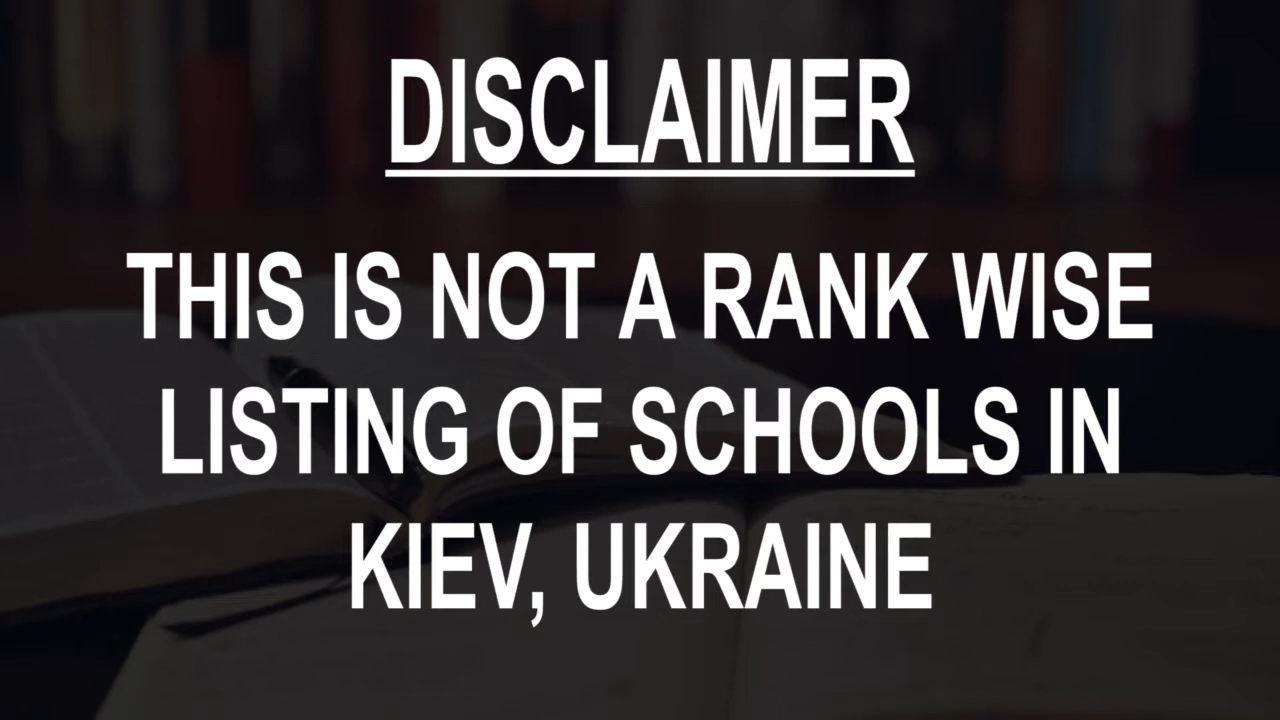 DISCLAIMER
THIS IS NOT A RANK WISE
LISTING OF SCHOOLS IN
KIEV, UKRAINE